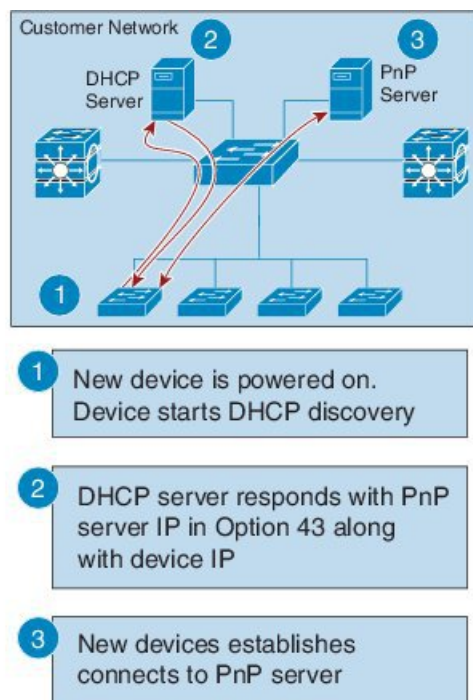 Customer Network
2
3
DHCP
Server
PnP
Server
1
1
New device is powered on.
Device starts DHCP discovery
2
DHCP server responds with PnP
server IP in Option 43 along
with device IP
3
New devices establishes
connects to PnP server